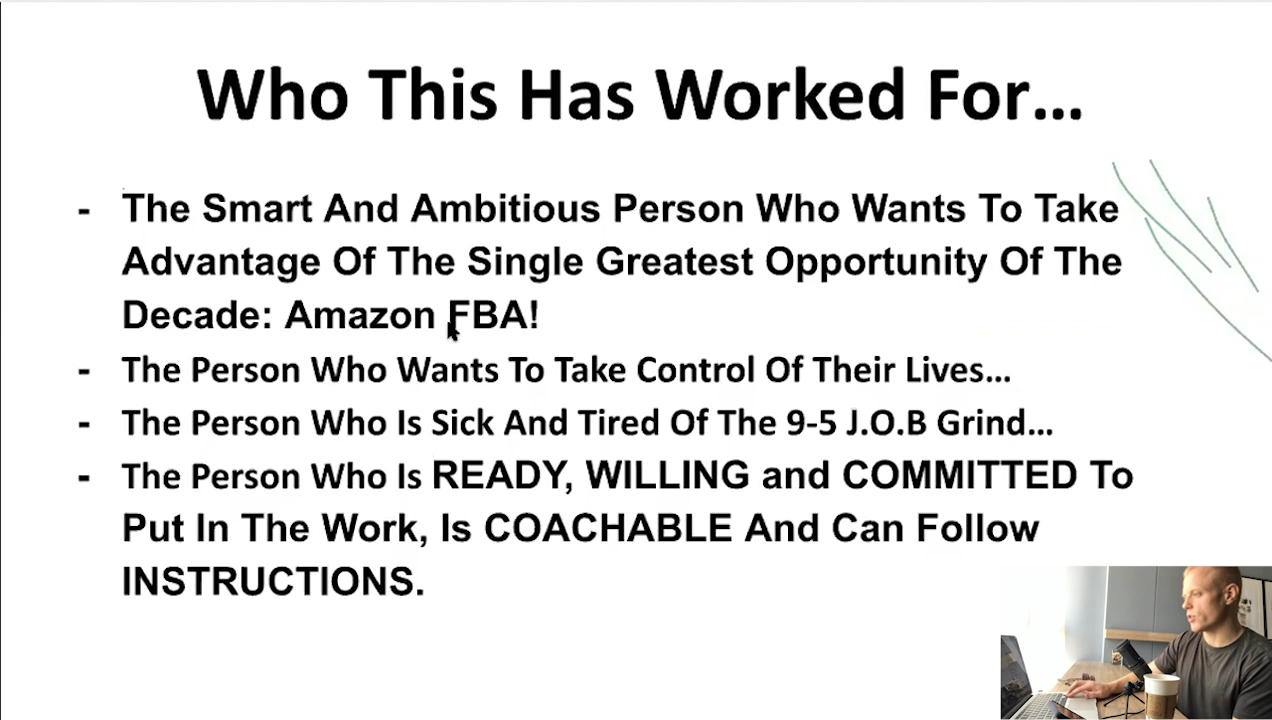 Who This Has Worked For...
- The Smart And Ambitious Person Who Wants To Take
Advantage Of The Single Greatest Opportunity Of The
Decade: Amazon FBA!
- The Person Who Wants To Take Control Of Their Lives...
- The Person Who Is Sick And Tired Of The 9-5 J.O.B Grind...
- The Person Who Is READY, WILLING and COMMITTED To
Put In The Work, Is COACHABLE And Can Follow
INSTRUCTIONS.